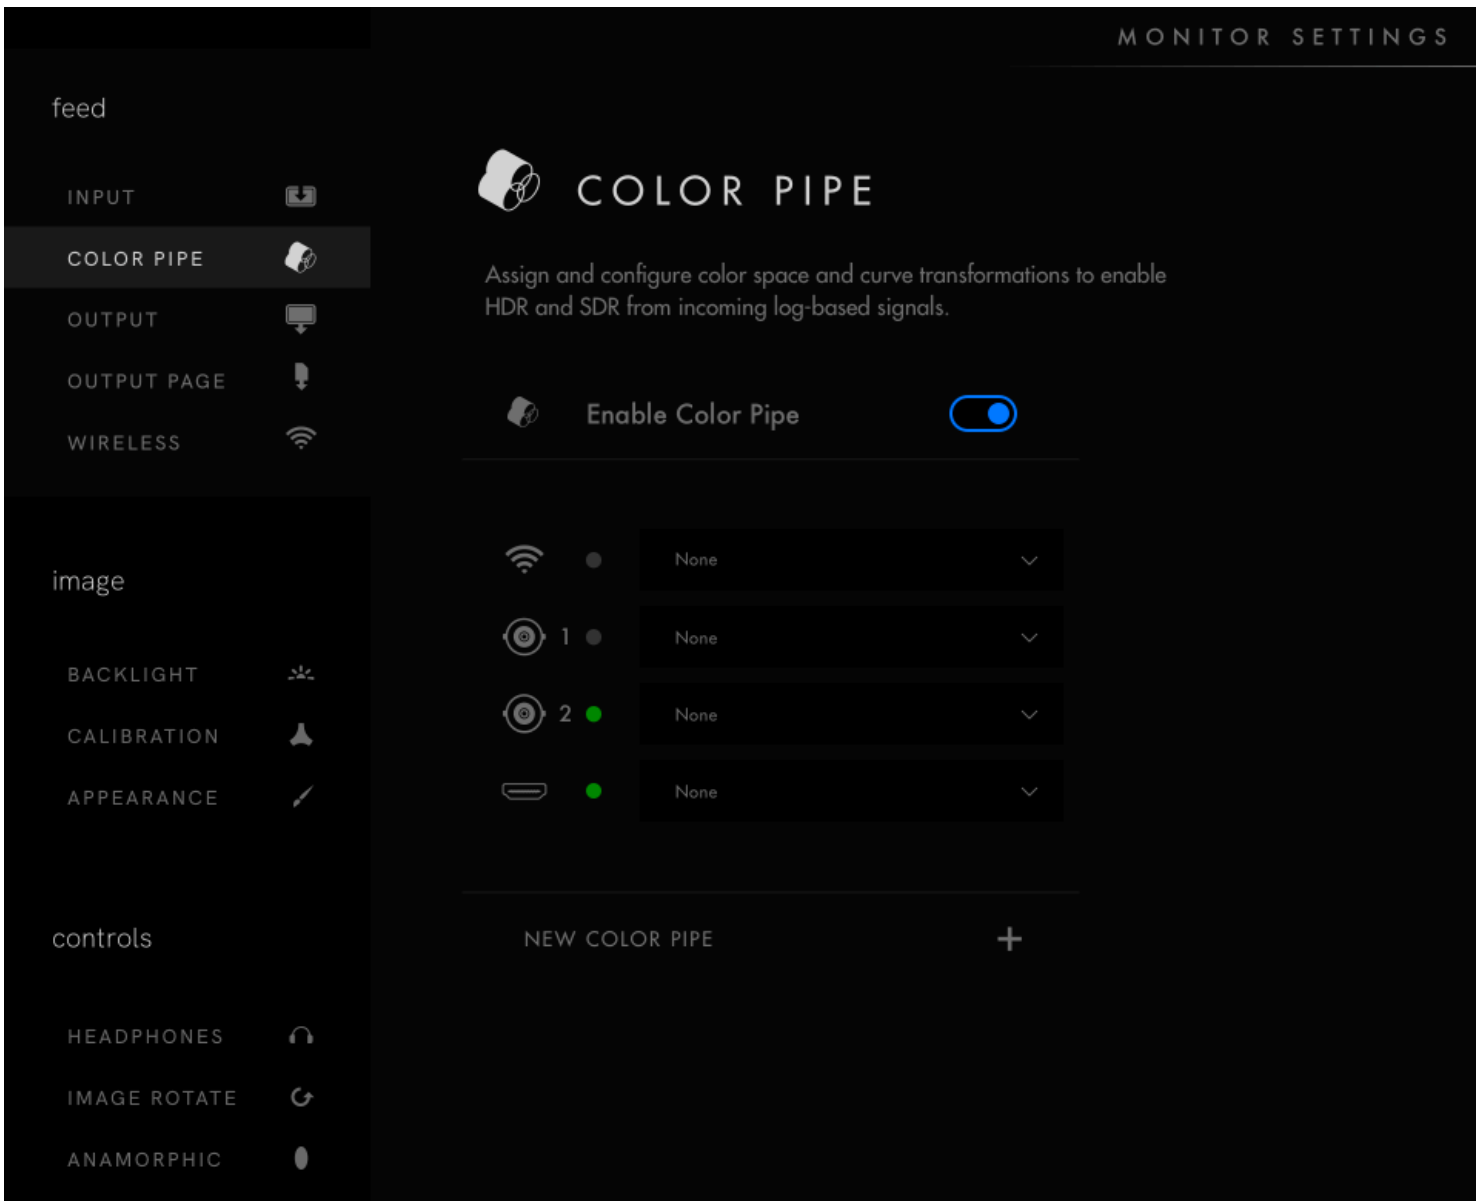 MONITOR SETTINGS
feed
INPUT
COLOR PIPE
OUTPUT
OUTPUT PAGE
WIRELESS
image
BACKLIGHT
CALIBRATION
APPEARANCE
controls
HEADPHONES
IMAGE ROTATE
ANAMORPHIC
COLOR PIPE
Assign and configure color space and curve transformations to enable
HDR and SDR from incoming log-based signals.
Enable Color Pipe
None
1 None
2 None
None
NEW COLOR PIPE